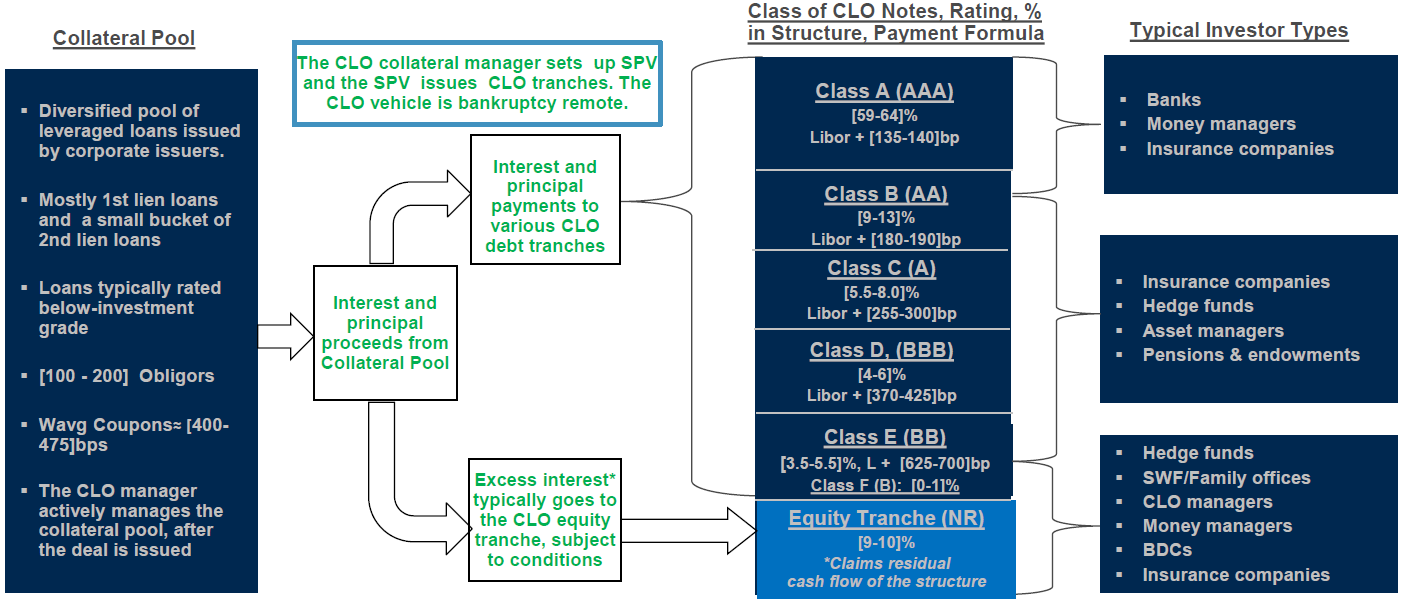 Collateral Pool
▪ Diversified pool of
leveraged loans issued
by corporate issuers.
▪ Mostly 1st lien loans
and a small bucket of
2nd lien loans
▪ Loans typically rated
below-investment
grade
▪ [100 - 200] Obligors
▪ Wavg Coupons≈ [400-
475]bps
▪ The CLO manager
actively manages the
collateral pool, after
the deal is issued
The CLO collateral manager sets up SPV
and the SPV issues CLO tranches. The
CLO vehicle is bankruptcy remote.
Interest and
principal
proceeds from
Collateral Pool
Interest and
principal
payments to
various CLO
debt tranches
Excess interest*
typically goes to
the CLO equity
tranche, subject
to conditions
Class of CLO Notes, Rating, %
in Structure, Payment Formula
Class A (AAA)
[59-64]%
Libor + [135-140]bp
Class B (AA)
[9-13]%
Libor + [180-190]bp
Class C (A)
[5.5-8.0]%
Libor + [255-300]bp
Class D, (BBB)
[4-6]%
Libor + [370-425]bp
Class E (BB)
[3.5-5.5]%, L + [625-700]bp
Class F (B): [0-1]%
Equity Tranche (NR)
[9-10]%
*Claims residual
cash flow of the structure
Typical Investor Types
▪ Banks
▪ Money managers
▪ Insurance companies
▪ Insurance companies
▪ Hedge funds
▪ Asset managers
▪ Pensions & endowments
▪ Hedge funds
▪ SWF/Family offices
▪ CLO managers
▪ Money managers
▪ BDCs
▪ Insurance companies